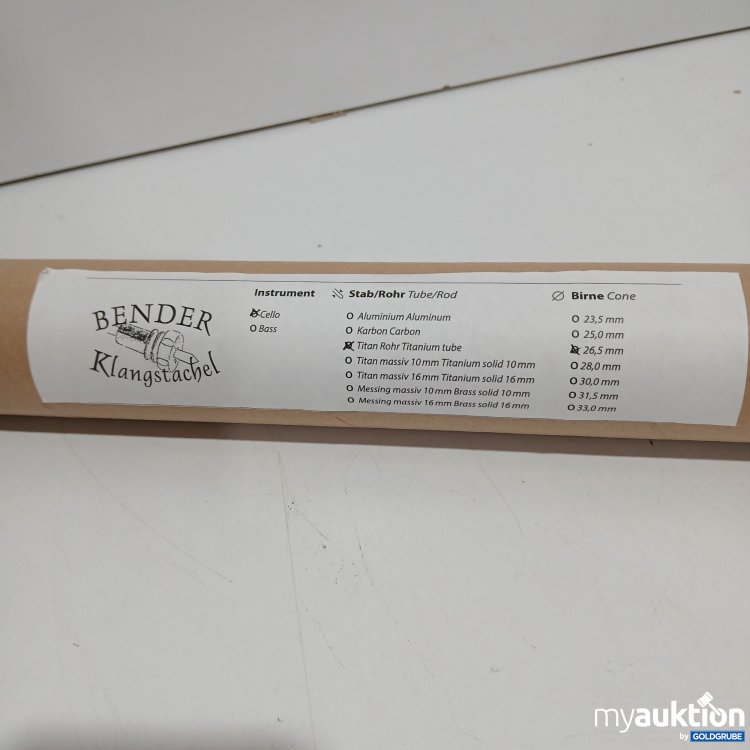 BENDER
Klangstachel
Instrument
Cello
O Bass
Stab/Rohr Tube/Rod
O Aluminium Aluminum
O Karbon Carbon
Titan Rohr Titanium tube
O Titan massiv 10 mm Titanium solid 10 mm
O Titan massiv 16 mm Titanium solid 16 mm
O Messing massiv 10 mm Brass solid 10 mm
O Messing massiv 16 mm Brass solid 16 mm
Birne Cone
O 23,5 mm
O 25,0 mm
26,5 mm
O 28,0 mm
O 30,0 mm
O 31,5 mm
O 33,0 mm
myauktion
by GOLDGRUBE